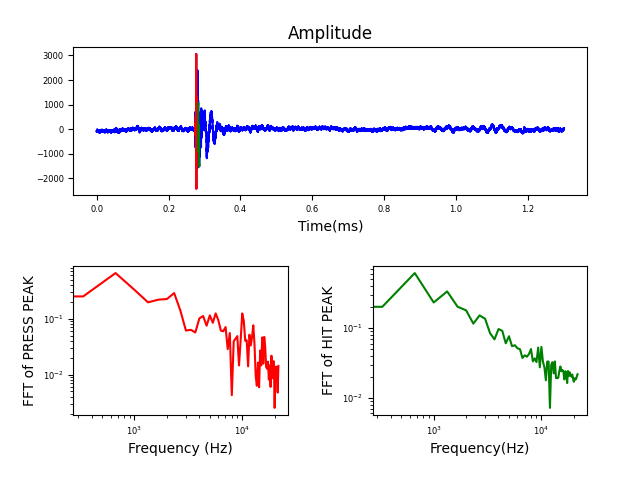 Amplitude
3000
2000
1000
0
−1000
−2000
0.0 0.2 0.4 0.6 0.8 1.0 1.2
Time(ms)
FFT of PRESS PEAK
10⁻¹
10⁻²
10³ 10⁴
Frequency (Hz)
FFT of HIT PEAK
10⁻¹
10⁻²
10³ 10⁴
Frequency(Hz)